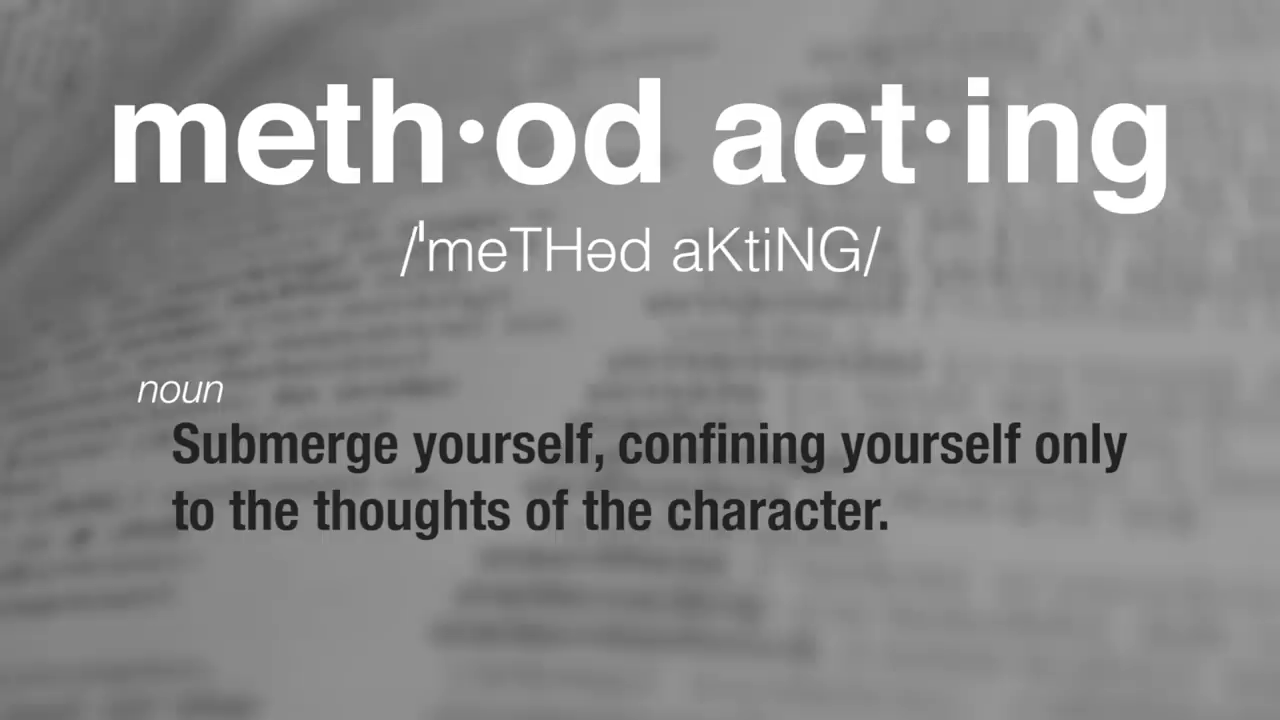 meth·od act·ing
/ˈmeTHəd aKtiNG/
noun
Submerge yourself, confining yourself only
to the thoughts of the character.